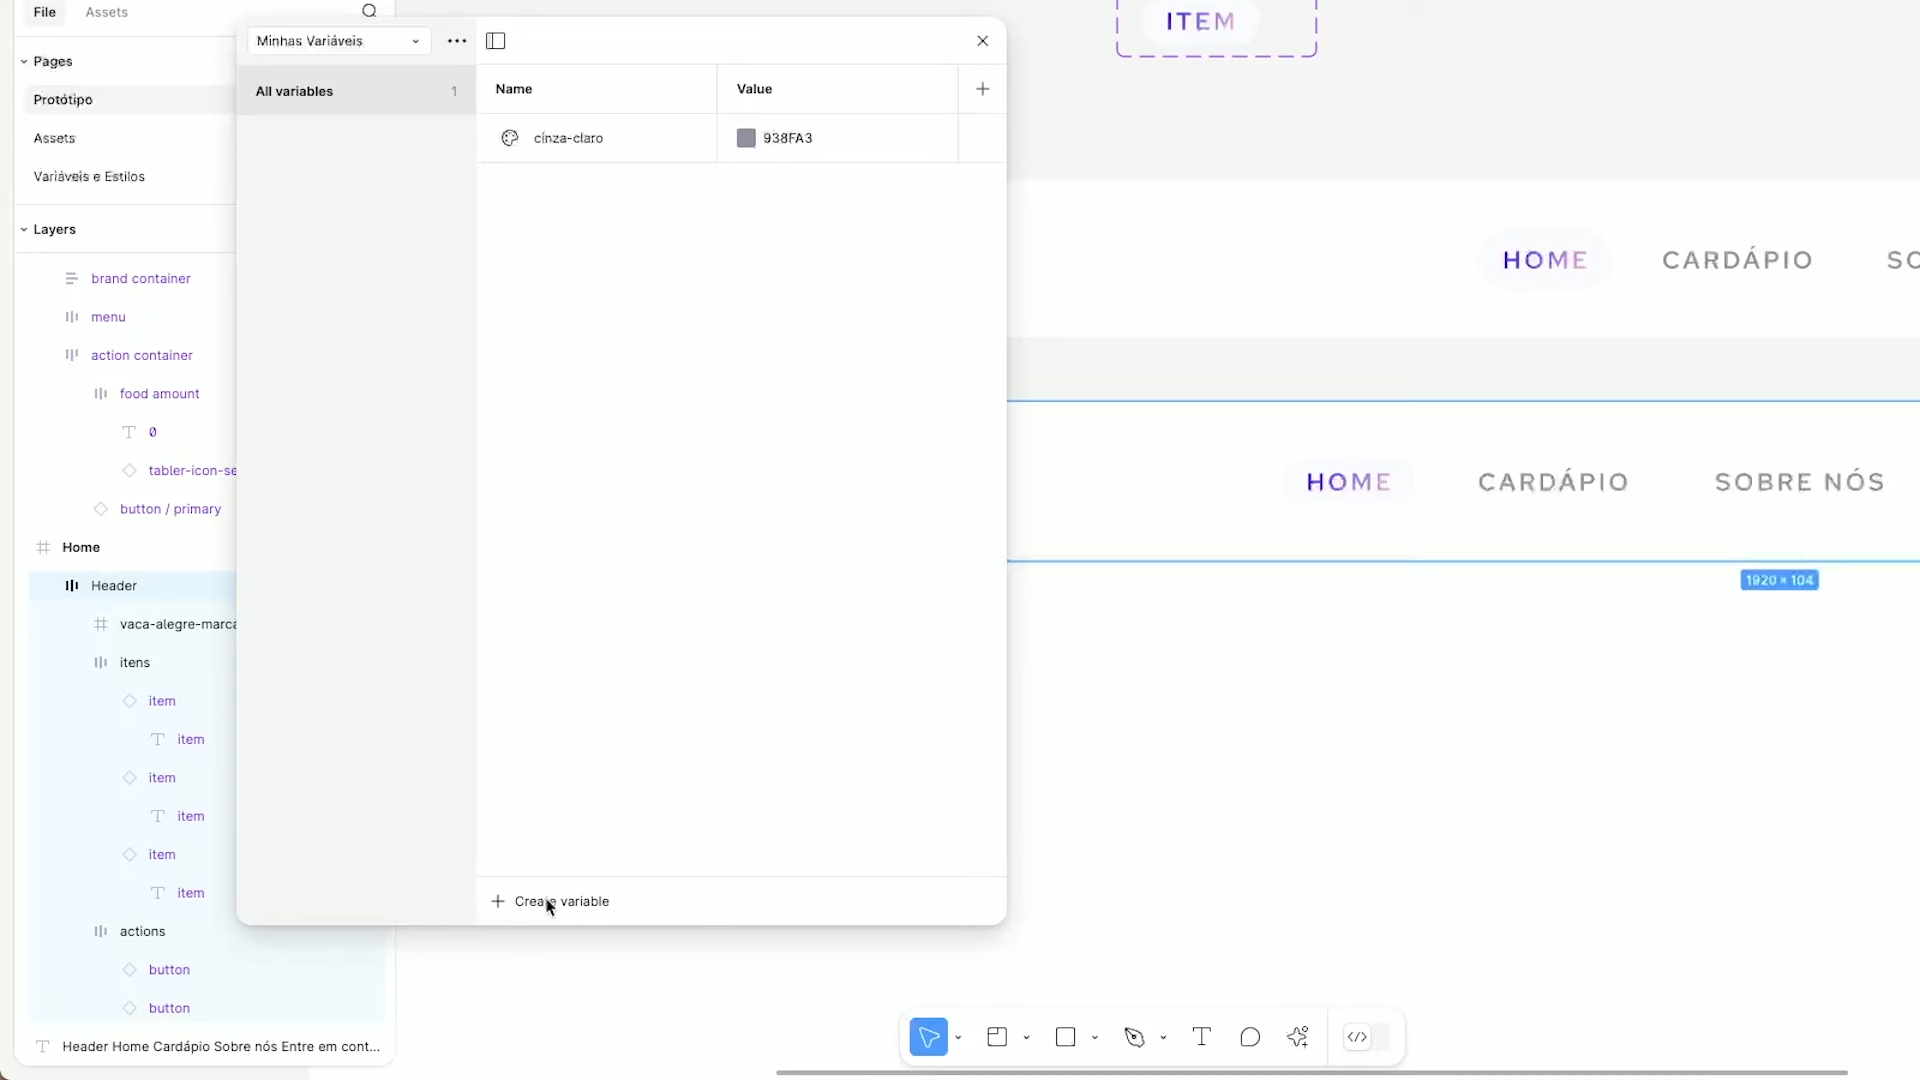 File
Assets
Pages
Protótipo
Assets
Variáveis e Estilos
Layers
brand container
menu
action container
food amount
0
tabler-icon-se
button / primary
Home
Header
vaca-alegre-marca
itens
item
item
item
item
item
item
actions
button
button
Header Home Cardápio Sobre nós Entre em cont...
Minhas Variáveis
All variables
1
Name
Value
cinza-claro
938FA3
Create variable
ITEM
HOME
CARDÁPIO
SO
HOME
CARDÁPIO
SOBRE NÓS
1920 × 104